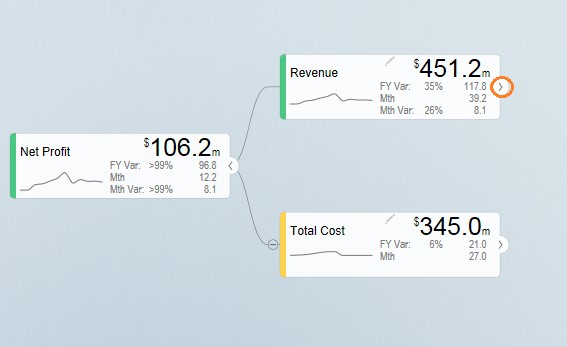 Net Profit
$106.2m
FY Var: >99% 96.8
Mth 12.2
Mth Var: >99% 8.1
Revenue
$451.2m
FY Var: 35% 117.8
Mth 39.2
Mth Var: 26% 8.1
Total Cost
$345.0m
FY Var: 6% 21.0
Mth 27.0